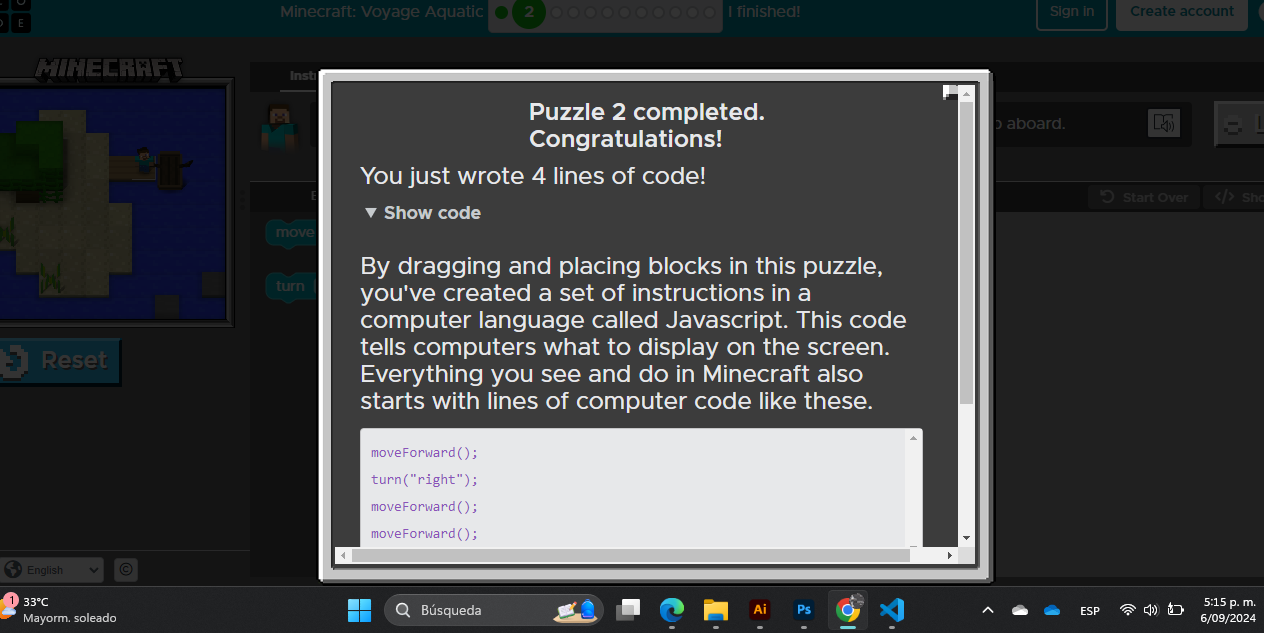 Minecraft: Voyage Aquatic
2
I finished!
Sign in
Create account
E
MINECRAFT
Puzzle 2 completed.
Congratulations!
You just wrote 4 lines of code!
Show code
By dragging and placing blocks in this puzzle,
you've created a set of instructions in a
computer language called Javascript. This code
tells computers what to display on the screen.
Everything you see and do in Minecraft also
starts with lines of computer code like these.
moveForward();
turn("right");
moveForward();
moveForward();
aboard.
Start Over
move
turn
Reset
English
©
1
33°C
Mayorm. soleado
Búsqueda
Ai
Ps
ESP
5:15 p. m.
6/09/2024